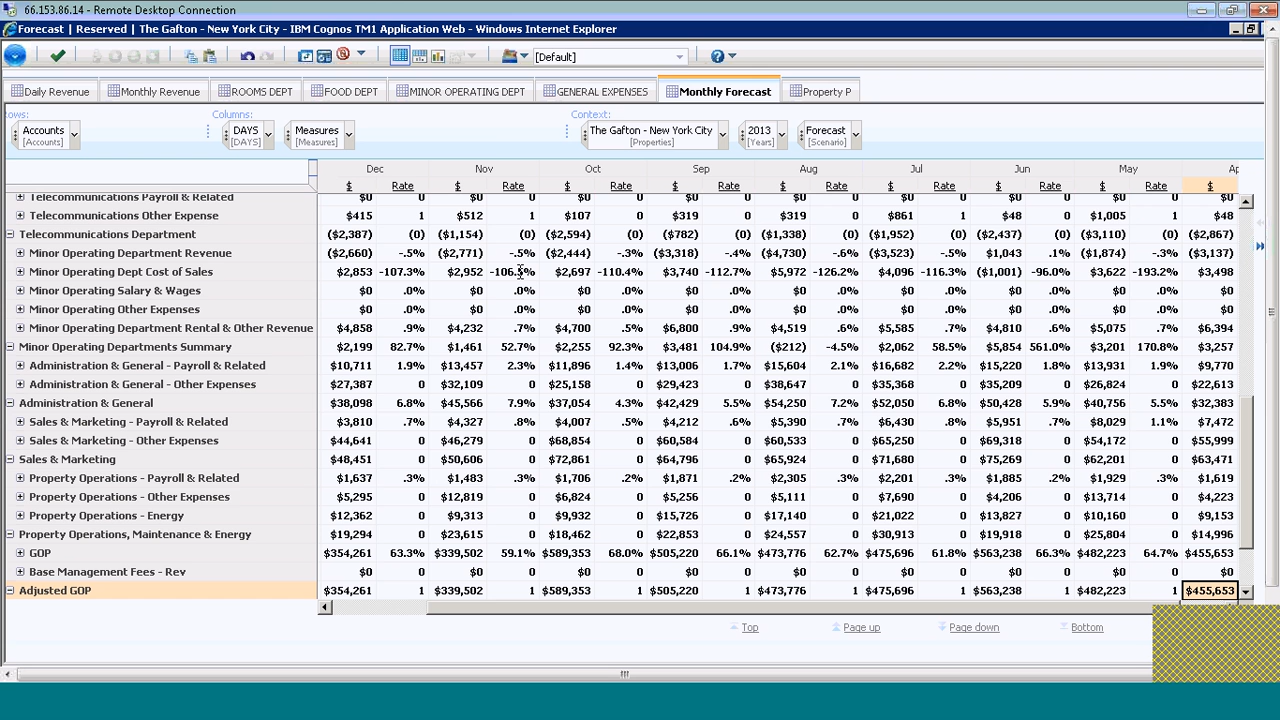 66.153.86.14 - Remote Desktop Connection
Forecast | Reserved | The Gafton - New York City - IBM Cognos TM1 Application Web - Windows Internet Explorer
[Default]
Daily Revenue Monthly Revenue ROOMS DEPT FOOD DEPT MINOR OPERATING DEPT GENERAL EXPENSES Monthly Forecast Property P
ows: Columns: Context:
Accounts DAYS Measures The Gafton - New York City 2013 Forecast
[Accounts] [DAYS] [Measures] [Properties] [Years] [Scenario]
Dec Nov Oct Sep Aug Jul Jun May Ap
$ Rate $ Rate $ Rate $ Rate $ Rate $ Rate $ Rate $ Rate $
Telecommunications Payroll & Related $0 0 $0 0 $0 0 $0 0 $0 0 $0 0 $0 0 $0 0 $0
Telecommunications Other Expense $415 1 $512 1 $107 0 $319 0 $319 0 $861 1 $48 0 $1,005 1 $48
Telecommunications Department ($2,387) (0) ($1,154) (0) ($2,594) (0) ($782) (0) ($1,338) (0) ($1,952) (0) ($2,437) (0) ($3,110) (0) ($2,867)
Minor Operating Department Revenue ($2,660) -.5% ($2,771) -.5% ($2,444) -.3% ($3,318) -.4% ($4,730) -.6% ($3,523) -.5% ($1,043) .1% ($1,874) -.3% ($3,137)
Minor Operating Dept Cost of Sales $2,853 -107.3% $2,952 $2,697 -110.4% $3,740 -112.7% $5,972 -126.2% $4,096 -116.3% ($1,001) -96.0% $3,622 -193.2% $3,498
Minor Operating Salary & Wages $0 .0% $0 .0% $0 .0% $0 .0% $0 .0% $0 .0% $0 .0% $0 .0% $0
Minor Operating Other Expenses $0 .0% $0 .0% $0 .0% $0 .0% $0 .0% $0 .0% $0 .0% $0 .0% $0
Minor Operating Department Rental & Other Revenue $4,858 .9% $4,232 .7% $4,700 .5% $6,800 .9% $4,519 .6% $5,585 .7% $4,810 .6% $5,075 .7% $6,394
Minor Operating Departments Summary $2,199 82.7% $1,461 52.7% $2,255 92.3% $3,481 104.9% ($212) -4.5% $2,062 58.5% $5,854 561.0% $3,201 170.8% $3,257
Administration & General - Payroll & Related $10,711 1.9% $13,457 2.3% $11,896 1.4% $13,006 1.7% $15,604 2.1% $16,682 2.2% $15,220 1.8% $13,931 1.9% $9,770
Administration & General - Other Expenses $27,387 0 $32,109 0 $25,158 0 $29,423 0 $38,647 0 $35,368 0 $35,209 0 $26,824 0 $22,613
Administration & General $38,098 6.8% $45,566 7.9% $37,054 4.3% $42,429 5.5% $54,250 7.2% $52,050 6.8% $50,428 5.9% $40,756 5.5% $32,383
Sales & Marketing - Payroll & Related $3,810 .7% $4,327 .8% $4,007 .5% $4,212 .6% $5,390 .7% $6,430 .8% $5,951 .7% $8,029 1.1% $7,472
Sales & Marketing - Other Expenses $44,641 0 $46,279 0 $68,854 0 $60,584 0 $60,533 0 $65,250 0 $69,318 0 $54,172 0 $55,999
Sales & Marketing $48,451 0 $50,606 0 $72,861 0 $64,796 0 $65,924 0 $71,680 0 $75,269 0 $62,201 0 $63,471
Property Operations - Payroll & Related $1,637 .3% $1,483 .3% $1,706 .2% $1,871 .2% $2,305 .3% $2,201 .3% $1,885 .2% $1,929 .3% $1,619
Property Operations - Other Expenses $5,295 0 $12,819 0 $6,824 0 $5,256 0 $5,111 0 $7,690 0 $4,206 0 $13,714 0 $4,223
Property Operations - Energy $12,362 0 $9,313 0 $9,932 0 $15,726 0 $17,140 0 $21,022 0 $13,827 0 $10,160 0 $9,153
Property Operations, Maintenance & Energy $19,294 0 $23,615 0 $18,462 0 $22,853 0 $24,557 0 $30,913 0 $19,918 0 $25,804 0 $14,996
GOP $354,261 63.3% $339,502 59.1% $589,353 68.0% $505,220 66.1% $473,776 62.7% $475,696 61.8% $563,238 66.3% $482,223 64.7% $455,653
Base Management Fees - Rev $0 0 $0 0 $0 0 $0 0 $0 0 $0 0 $0 0 $0 0 $0
Adjusted GOP $354,261 1 $339,502 1 $589,353 1 $505,220 1 $473,776 1 $475,696 1 $563,238 1 $482,223 1 $455,653
Top Page up Page down Bottom